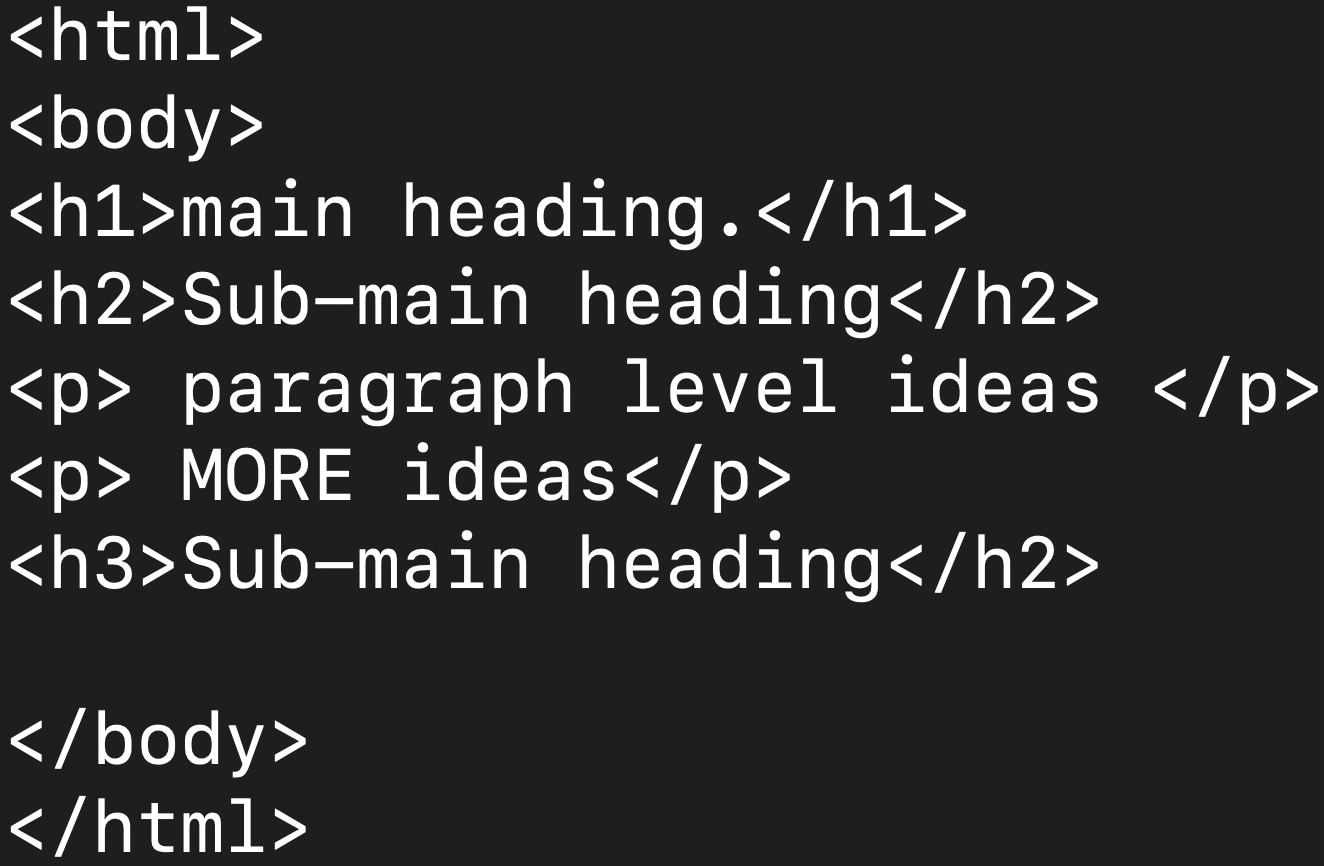 <html>
<body>
<h1>main heading.</h1>
<h2>Sub-main heading</h2>
<p> paragraph level ideas </p>
<p> MORE ideas</p>
<h3>Sub-main heading</h2>
</body>
</html>